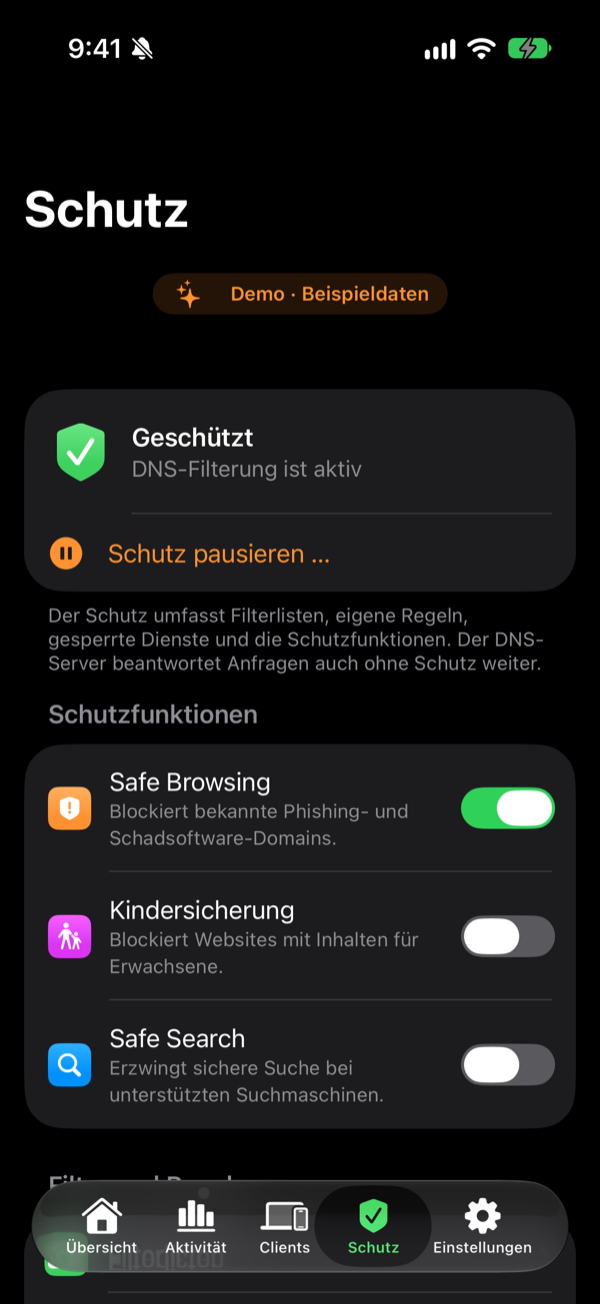 9:41
Schutz
Demo · Beispieldaten
Geschützt
DNS-Filterung ist aktiv
Schutz pausieren ...
Der Schutz umfasst Filterlisten, eigene Regeln,
gesperrte Dienste und die Schutzfunktionen. Der DNS-
Server beantwortet Anfragen auch ohne Schutz weiter.
Schutzfunktionen
Safe Browsing
Blockiert bekannte Phishing- und
Schadsoftware-Domains.
Kindersicherung
Blockiert Websites mit Inhalten für
Erwachsene.
Safe Search
Erzwingt sichere Suche bei
unterstützten Suchmaschinen.
Übersicht
Aktivität
Clients
Schutz
Einstellungen